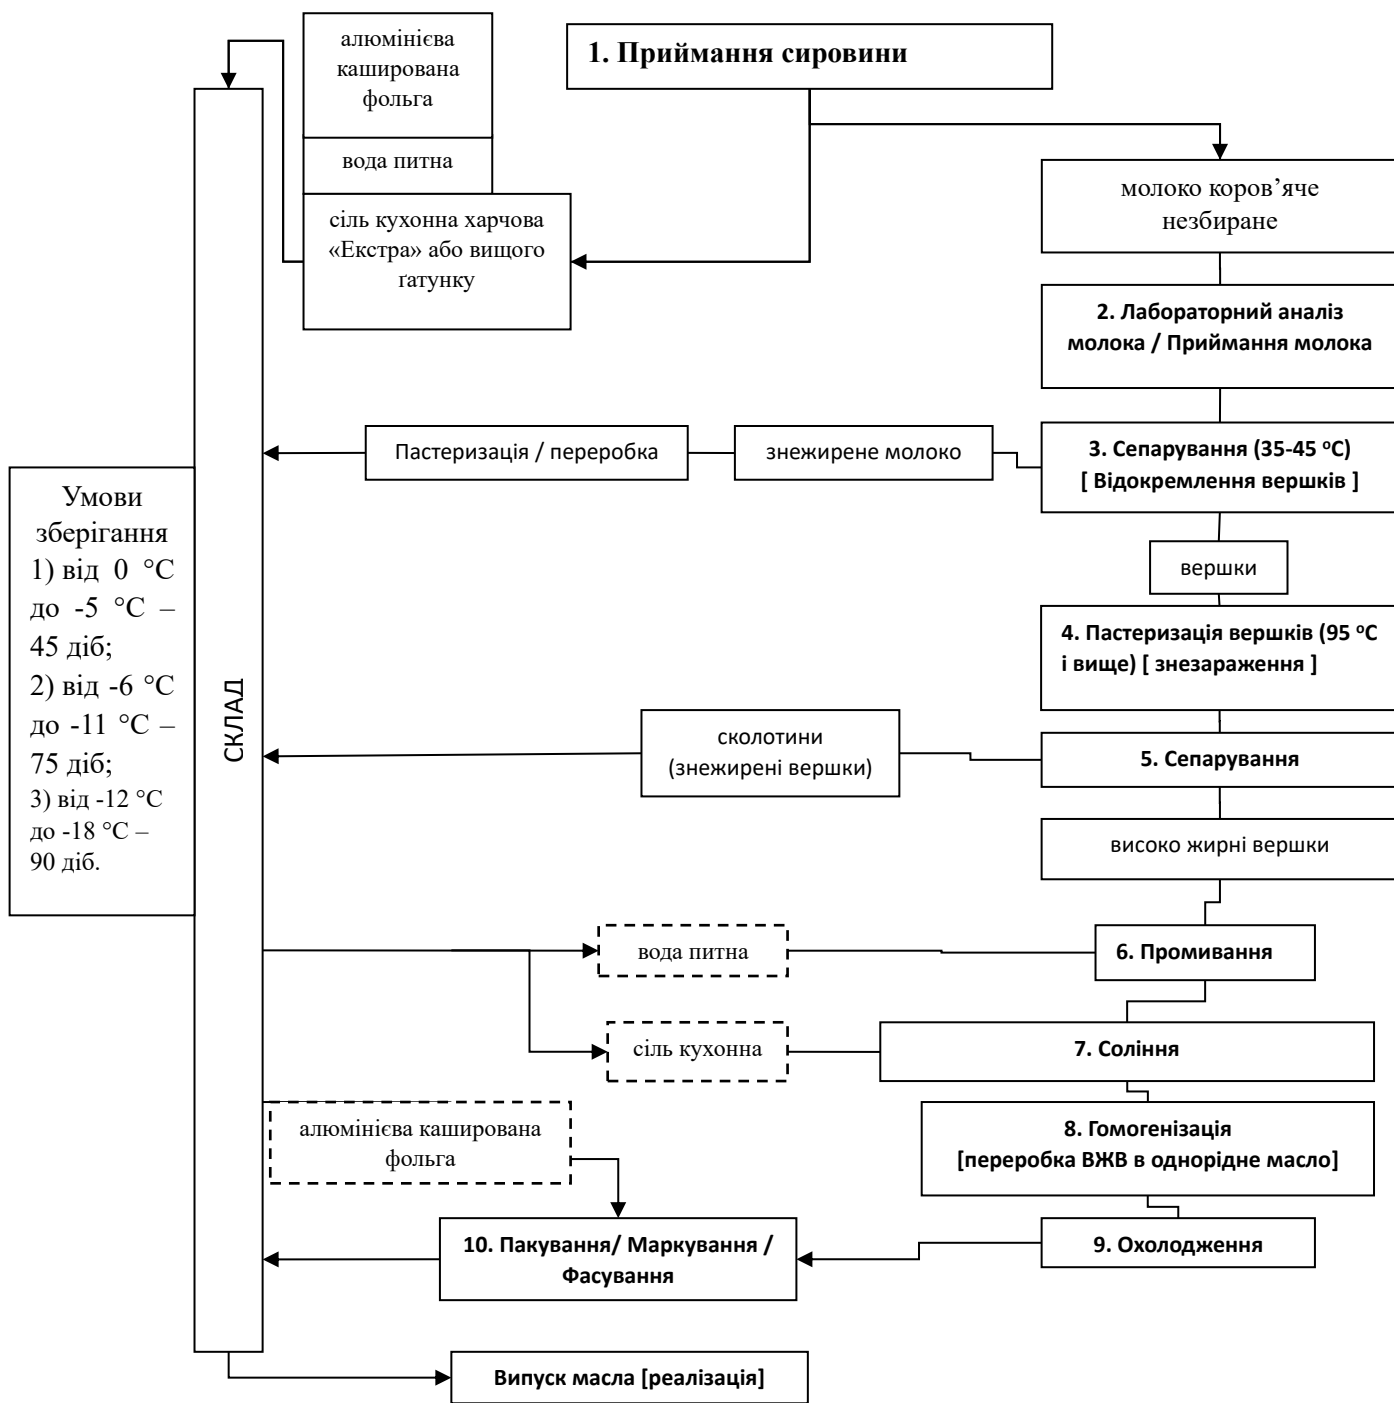 алюмінієва
каширована
фольга
1. Приймання сировини
вода питна
сіль кухонна харчова
«Екстра» або вищого
ґатунку
молоко коров’яче
незбиране
2. Лабораторний аналіз
молока / Приймання молока
Пастеризація / переробка
знежирене молоко
3. Сепарування (35-45 ºС)
[ Відокремлення вершків ]
Умови
зберігання
1) від 0 °С
до -5 °С –
45 діб;
2) від -6 °С
до -11 °С –
75 діб;
3) від -12 °С
до -18 °С –
90 діб.
СКЛАД
вершки
4. Пастеризація вершків (95 ºС
і вище) [ знезараження ]
сколотини
(знежирені вершки)
5. Сепарування
високо жирні вершки
вода питна
6. Промивання
сіль кухонна
7. Соління
алюмінієва каширована
фольга
8. Гомогенізація
[переробка ВЖВ в однорідне масло]
10. Пакування/ Маркування /
Фасування
9. Охолодження
Випуск масла [реалізація]